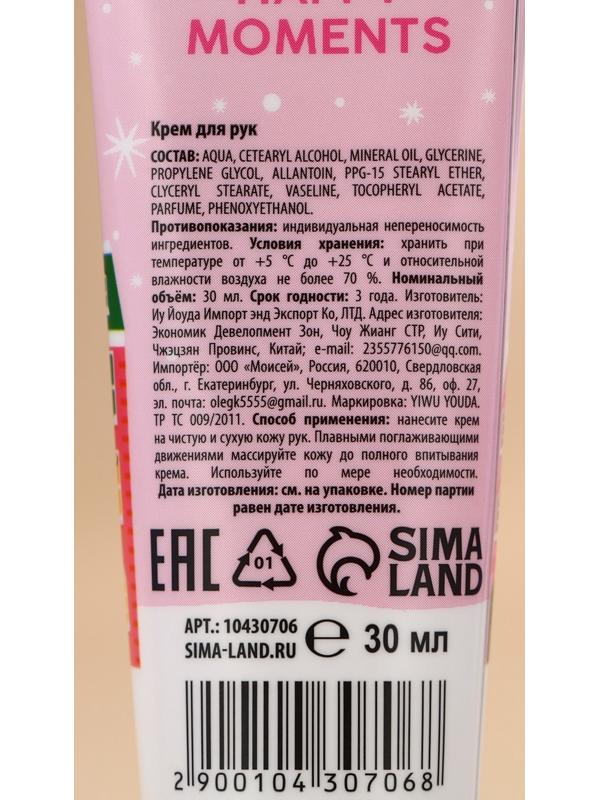 HAPPY
MOMENTS
Крем для рук
СОСТАВ: AQUA, CETEARYL ALCOHOL, MINERAL OIL, GLYCERINE,
PROPYLENE GLYCOL, ALLANTOIN, PPG-15 STEARYL ETHER,
CLYCERYL STEARATE, VASELINE, TOCOPHERYL ACETATE,
PARFUME, PHENOXYETHANOL.
Противопоказания: индивидуальная непереносимость
ингредиентов. Условия хранения: хранить при
температуре от +5 °C до +25 °C и относительной
влажности воздуха не более 70 %. Номинальный
объём: 30 мл. Срок годности: 3 года. Изготовитель:
Иу Йоуда Импорт энд Экспорт Ко, ЛТД. Адрес изготовителя:
Экономик Девелопмент Зон, Чоу Жианг СТР, Иу Сити,
Чжэцзян Провинс, Китай; e-mail: 2355776150@qq.com.
Импортёр: ООО «Моисей», Россия, 620010, Свердловская
обл., г. Екатеринбург, ул. Черняховского, д. 86, оф. 27,
эл. почта: olegk5555@gmail.ru. Маркировка: YIWU YOUDA.
ТР ТС 009/2011. Способ применения: нанесите крем
на чистую и сухую кожу рук. Плавными поглаживающими
движениями массируйте кожу до полного впитывания
крема. Используйте по мере необходимости.
Дата изготовления: см. на упаковке. Номер партии
равен дате изготовления.
EAC 01 SIMA
LAND
АРТ.: 10430706
SIMA-LAND.RU ℮ 30 мл
2 900104 307068